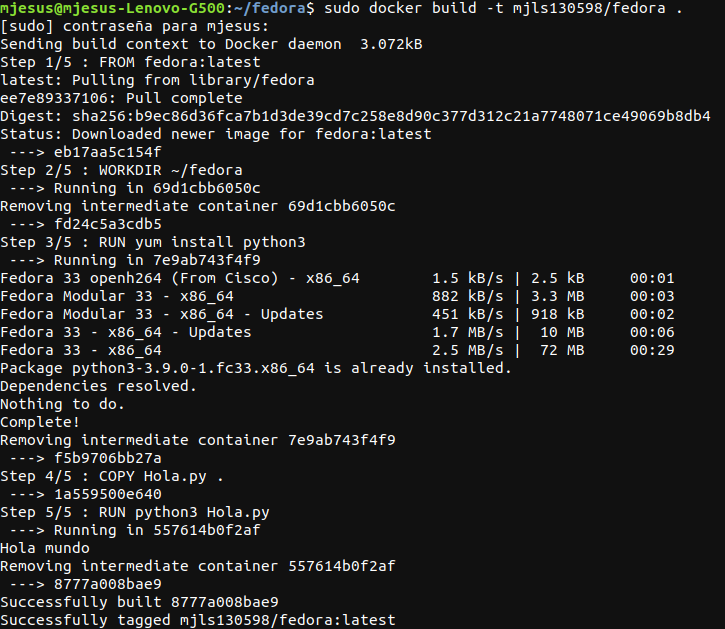 mjesus@mjesus-Lenovo-G500:~/fedora$ sudo docker build -t mjls130598/fedora .
[sudo] contraseña para mjesus:
Sending build context to Docker daemon  3.072kB
Step 1/5 : FROM fedora:latest
latest: Pulling from library/fedora
ee7e89337106: Pull complete
Digest: sha256:b9ec86d36fca7b1d3de39cd7c258e8d90c377d312c21a7748071ce49069b8db4
Status: Downloaded newer image for fedora:latest
 ---> eb17aa5c154f
Step 2/5 : WORKDIR ~/fedora
 ---> Running in 69d1cbb6050c
Removing intermediate container 69d1cbb6050c
 ---> fd24c5a3cdb5
Step 3/5 : RUN yum install python3
 ---> Running in 7e9ab743f4f9
Fedora 33 openh264 (From Cisco) - x86_64        1.5 kB/s | 2.5 kB     00:01
Fedora Modular 33 - x86_64                      882 kB/s | 3.3 MB     00:03
Fedora Modular 33 - x86_64 - Updates            451 kB/s | 918 kB     00:02
Fedora 33 - x86_64 - Updates                    1.7 MB/s |  10 MB     00:06
Fedora 33 - x86_64                              2.5 MB/s |  72 MB     00:29
Package python3-3.9.0-1.fc33.x86_64 is already installed.
Dependencies resolved.
Nothing to do.
Complete!
Removing intermediate container 7e9ab743f4f9
 ---> f5b9706bb27a
Step 4/5 : COPY Hola.py .
 ---> 1a559500e640
Step 5/5 : RUN python3 Hola.py
 ---> Running in 557614b0f2af
Hola mundo
Removing intermediate container 557614b0f2af
 ---> 8777a008bae9
Successfully built 8777a008bae9
Successfully tagged mjls130598/fedora:latest